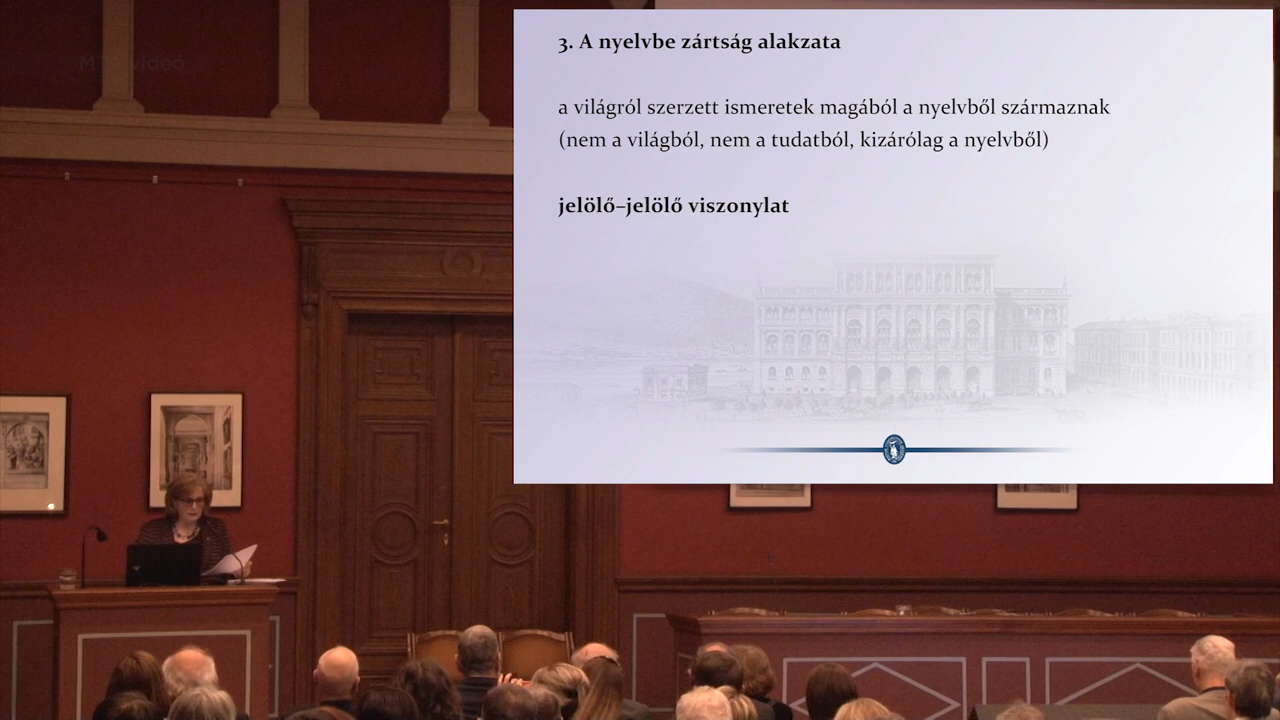 3. A nyelvbe zártság alakzata
a világról szerzett ismeretek magából a nyelvből származnak
(nem a világból, nem a tudatból, kizárólag a nyelvből)
jelölő–jelölő viszonylat